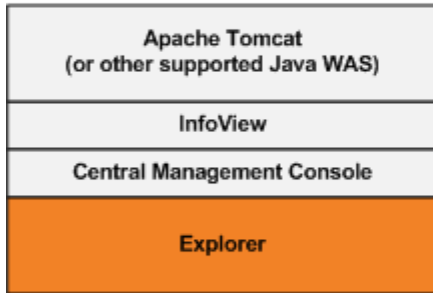 Apache Tomcat
(or other supported Java WAS)
InfoView
Central Management Console
Explorer